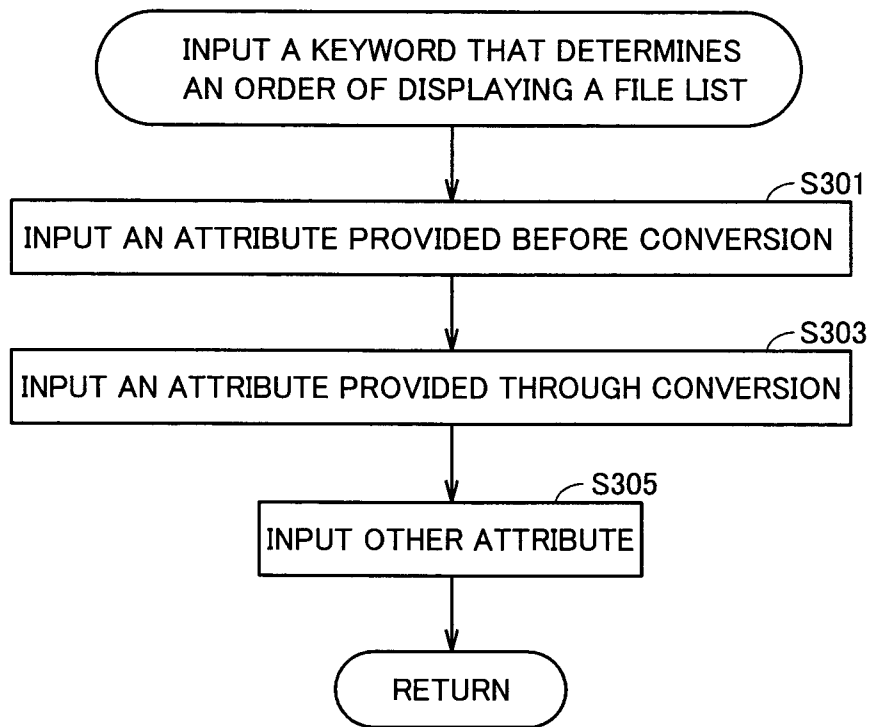 INPUT A KEYWORD THAT DETERMINES
AN ORDER OF DISPLAYING A FILE LIST
S301
INPUT AN ATTRIBUTE PROVIDED BEFORE CONVERSION
S303
INPUT AN ATTRIBUTE PROVIDED THROUGH CONVERSION
S305
INPUT OTHER ATTRIBUTE
RETURN